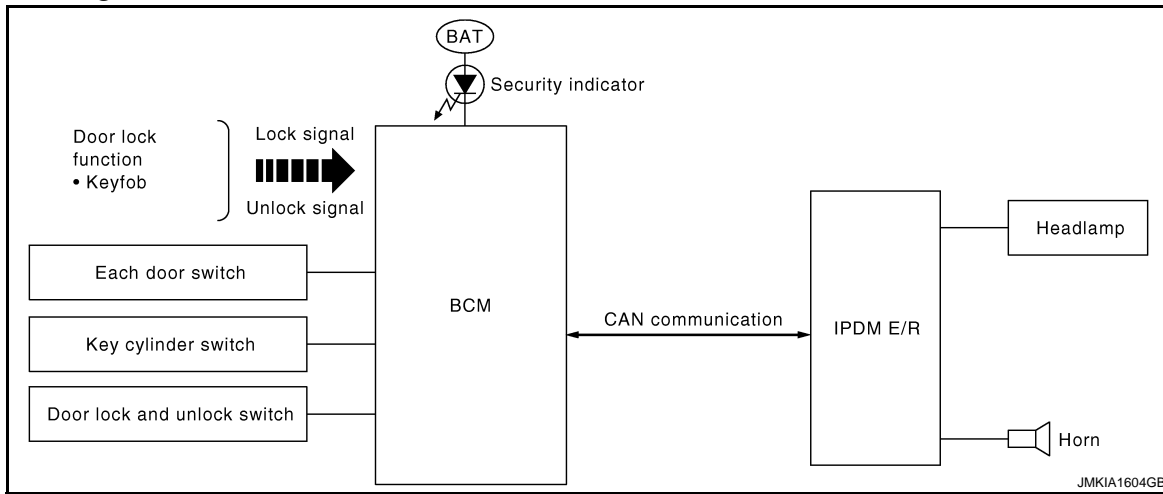 BAT
Security indicator
Door lock
function
• Keyfob
Lock signal
Unlock signal
Each door switch
Key cylinder switch
Door lock and unlock switch
BCM
CAN communication
IPDM E/R
Headlamp
Horn
JMKIA1604GB